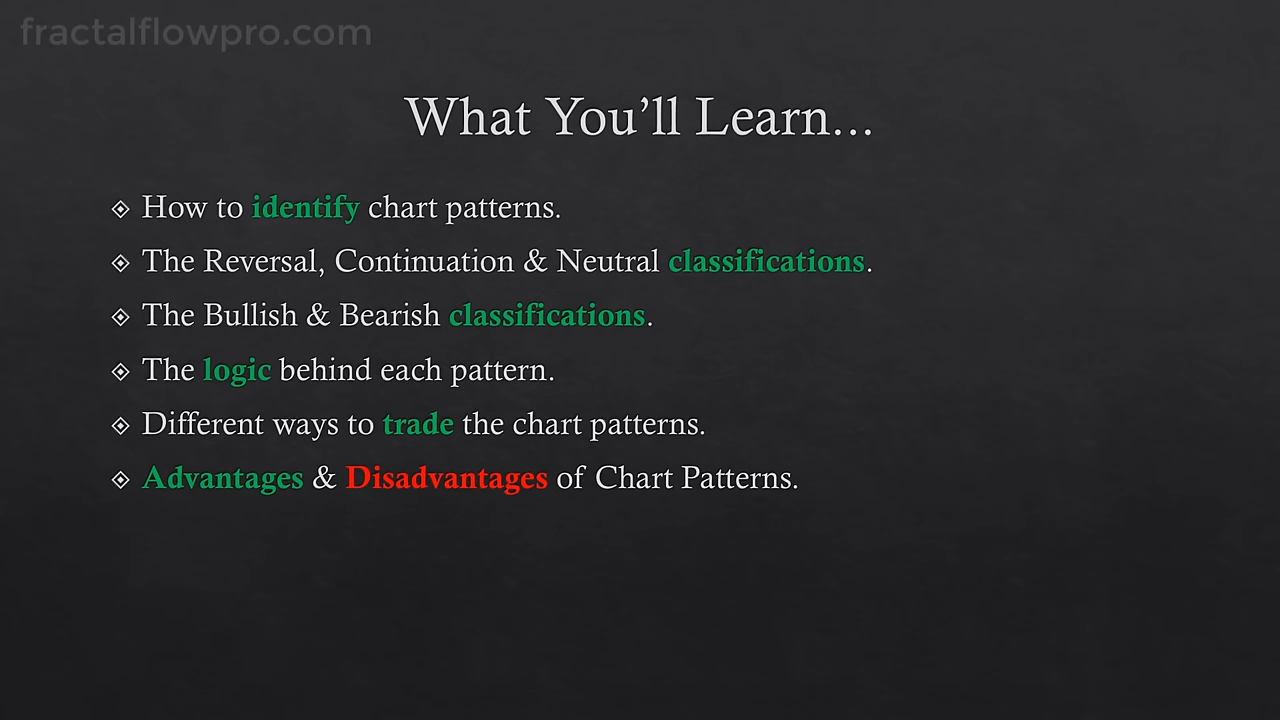 fractalflowpro.com
What You’ll Learn...
How to identify chart patterns.
The Reversal, Continuation & Neutral classifications.
The Bullish & Bearish classifications.
The logic behind each pattern.
Different ways to trade the chart patterns.
Advantages & Disadvantages of Chart Patterns.